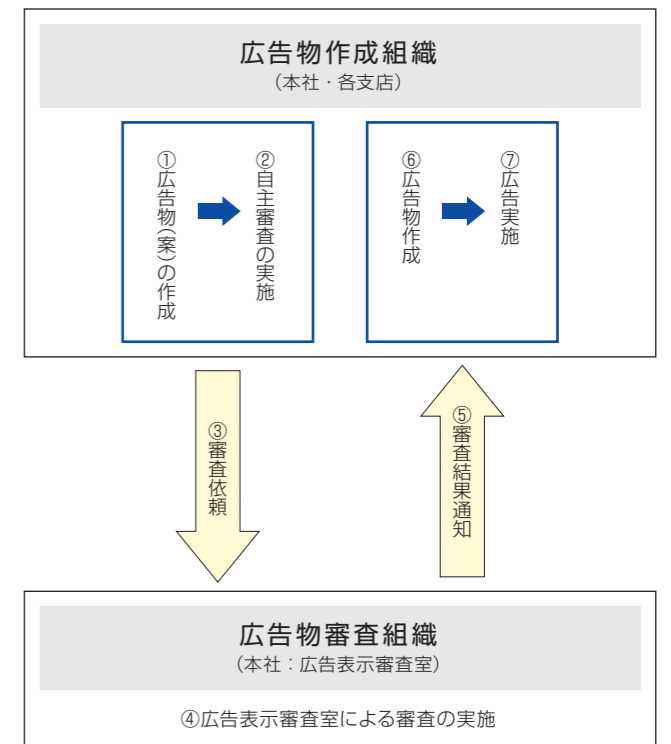 広告物作成組織
（本社・各支店）
①広告物（案）の作成
②自主審査の実施
⑥広告物作成
⑦広告実施
③審査依頼
⑤審査結果通知
広告物審査組織
（本社：広告表示審査室）
④広告表示審査室による審査の実施